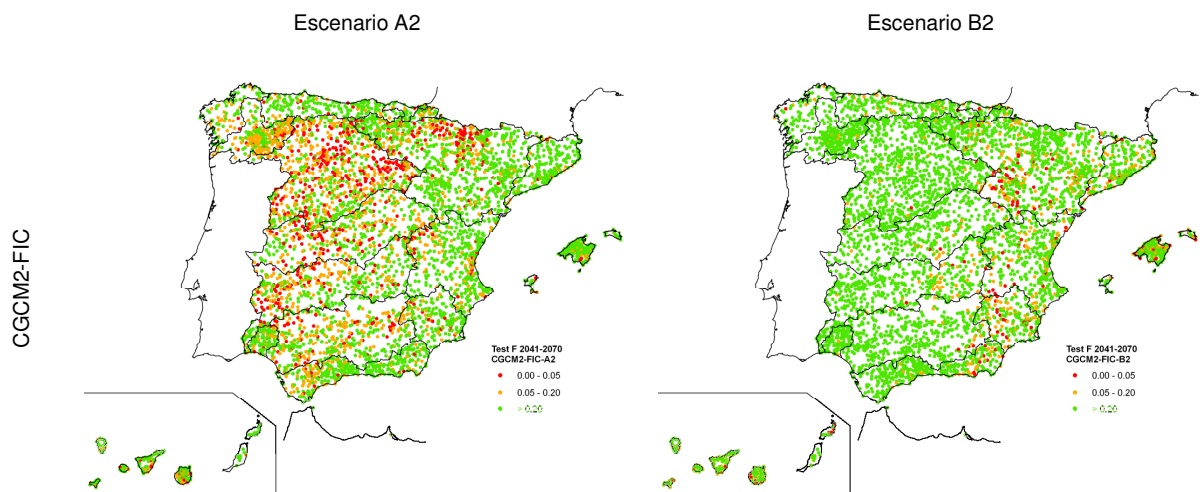 Escenario A2
Escenario B2
CGCM2-FIC
Test F 2041-2070
CGCM2-FIC-A2
0.00 - 0.05
0.05 - 0.20
> 0.20
Test F 2041-2070
CGCM2-FIC-B2
0.00 - 0.05
0.05 - 0.20
> 0.20